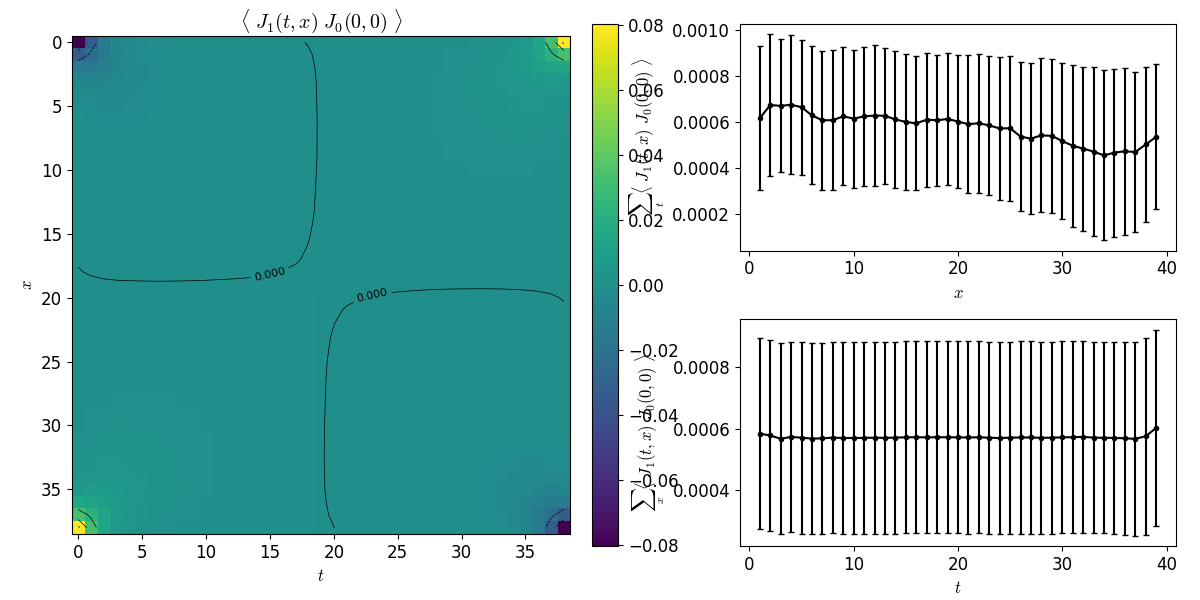 ⟨ J₁(t, x) J₀(0, 0) ⟩
0
5
10
15
20
25
30
35
x
0.000
0.000
0 5 10 15 20 25 30 35
t
0.08
0.06
0.04
0.02
0.00
−0.02
−0.04
−0.06
−0.08
∑ₜ⟨ J₁(t, x) J₀(0, 0) ⟩
0.0010
0.0008
0.0006
0.0004
0.0002
0 10 20 30 40
x
∑ₓ⟨ J₁(t, x) J₀(0, 0) ⟩
0.0008
0.0006
0.0004
0 10 20 30 40
t